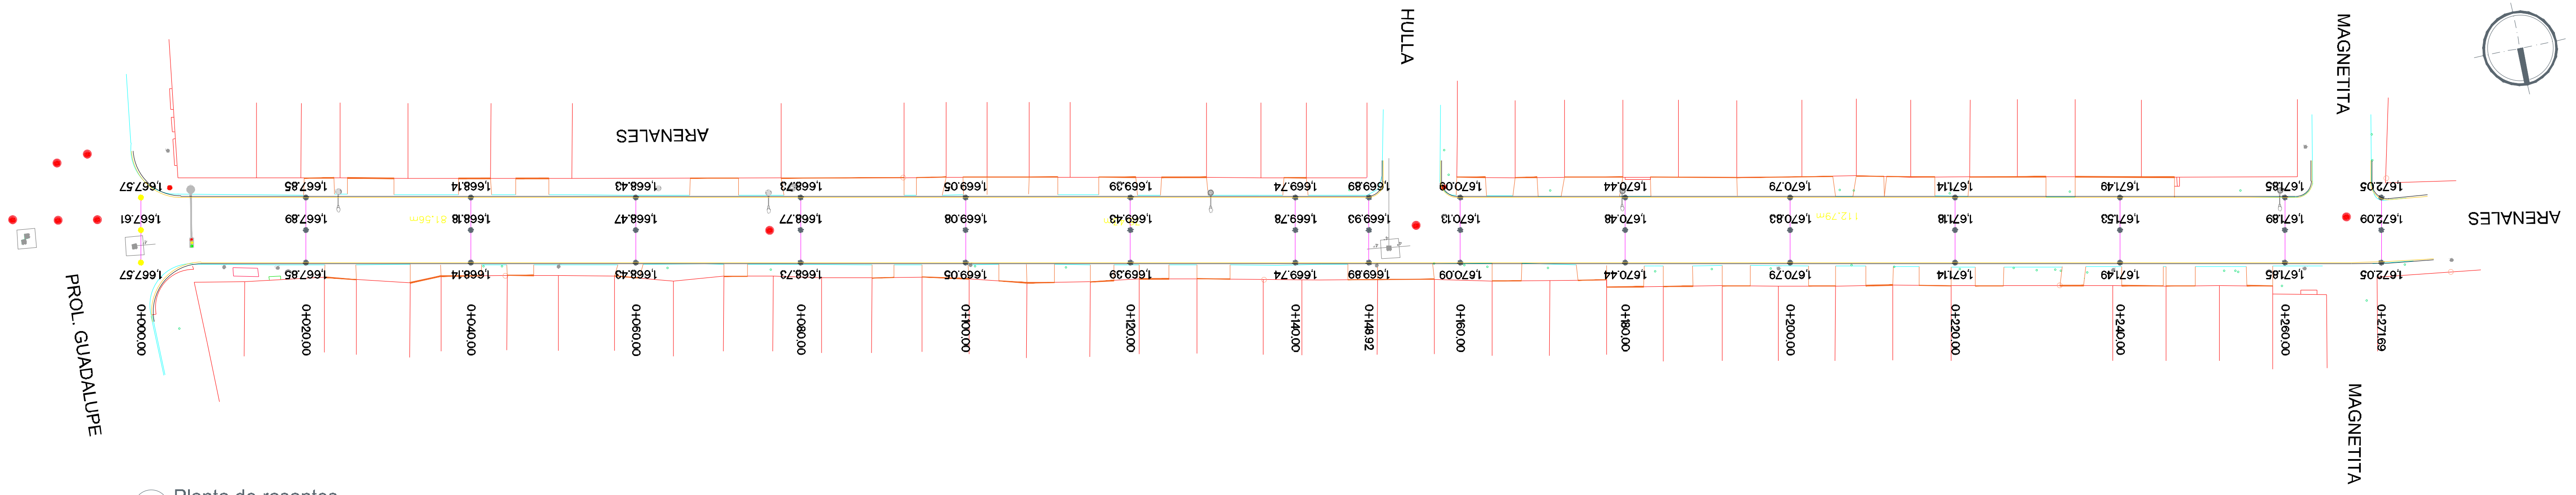 HULLA
MAGNETITA
ARENALES
1,667.57 1,667.85 1,668.14 1,668.43 1,668.73 1,669.05 1,669.39 1,669.74 1,669.89 1,670.09 1,670.44 1,670.79 1,671.14 1,671.49 1,671.85 1,672.05
1,667.61 1,667.89 1,668.18 1,668.47 1,668.77 1,669.08 1,669.43 1,669.78 1,669.93 1,670.13 1,670.48 1,670.83 1,671.18 1,671.53 1,671.89 1,672.09
ARENALES
1,667.57 1,667.85 1,668.14 1,668.43 1,668.73 1,669.05 1,669.39 1,669.74 1,669.89 1,670.09 1,670.44 1,670.79 1,671.14 1,671.49 1,671.85 1,672.05
PROL. GUADALUPE
0+000.00 0+020.00 0+040.00 0+060.00 0+080.00 0+100.00 0+120.00 0+140.00 0+148.92 0+160.00 0+180.00 0+200.00 0+220.00 0+240.00 0+260.00 0+271.69
MAGNETITA